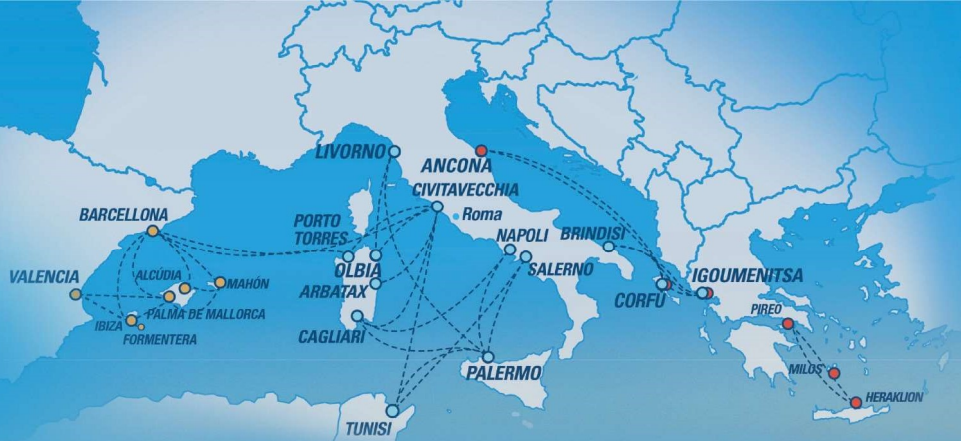 LIVORNO
ANCONA
CIVITAVECCHIA
Roma
BARCELLONA
PORTO
TORRES
NAPOLI
BRINDISI
OLBIA
SALERNO
VALENCIA
ALCÚDIA
MAHÓN
ARBATAX
IGOUMENITSA
CORFÙ
PALMA DE MALLORCA
PIREO
IBIZA
FORMENTERA
CAGLIARI
MILOS
PALERMO
HERAKLION
TUNISI